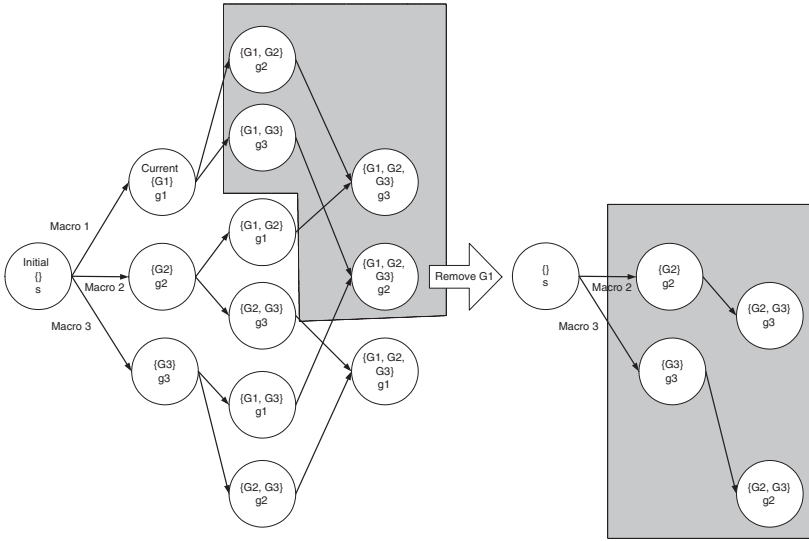 {G1, G2}
g2
{G1, G3}
g3
Current
{G1}
g1
{G1, G2,
G3}
g3
Macro 1
{G1, G2}
g1
Initial
{}
s
Macro 2
{G2}
g2
{G1, G2,
G3}
g2
Remove G1
{}
s
Macro 2
{G2}
g2
{G2, G3}
g3
{G2, G3}
g3
Macro 3
Macro 3
{G3}
g3
{G1, G2,
G3}
g1
{G3}
g3
{G1, G3}
g1
{G2, G3}
g2
{G2, G3}
g2